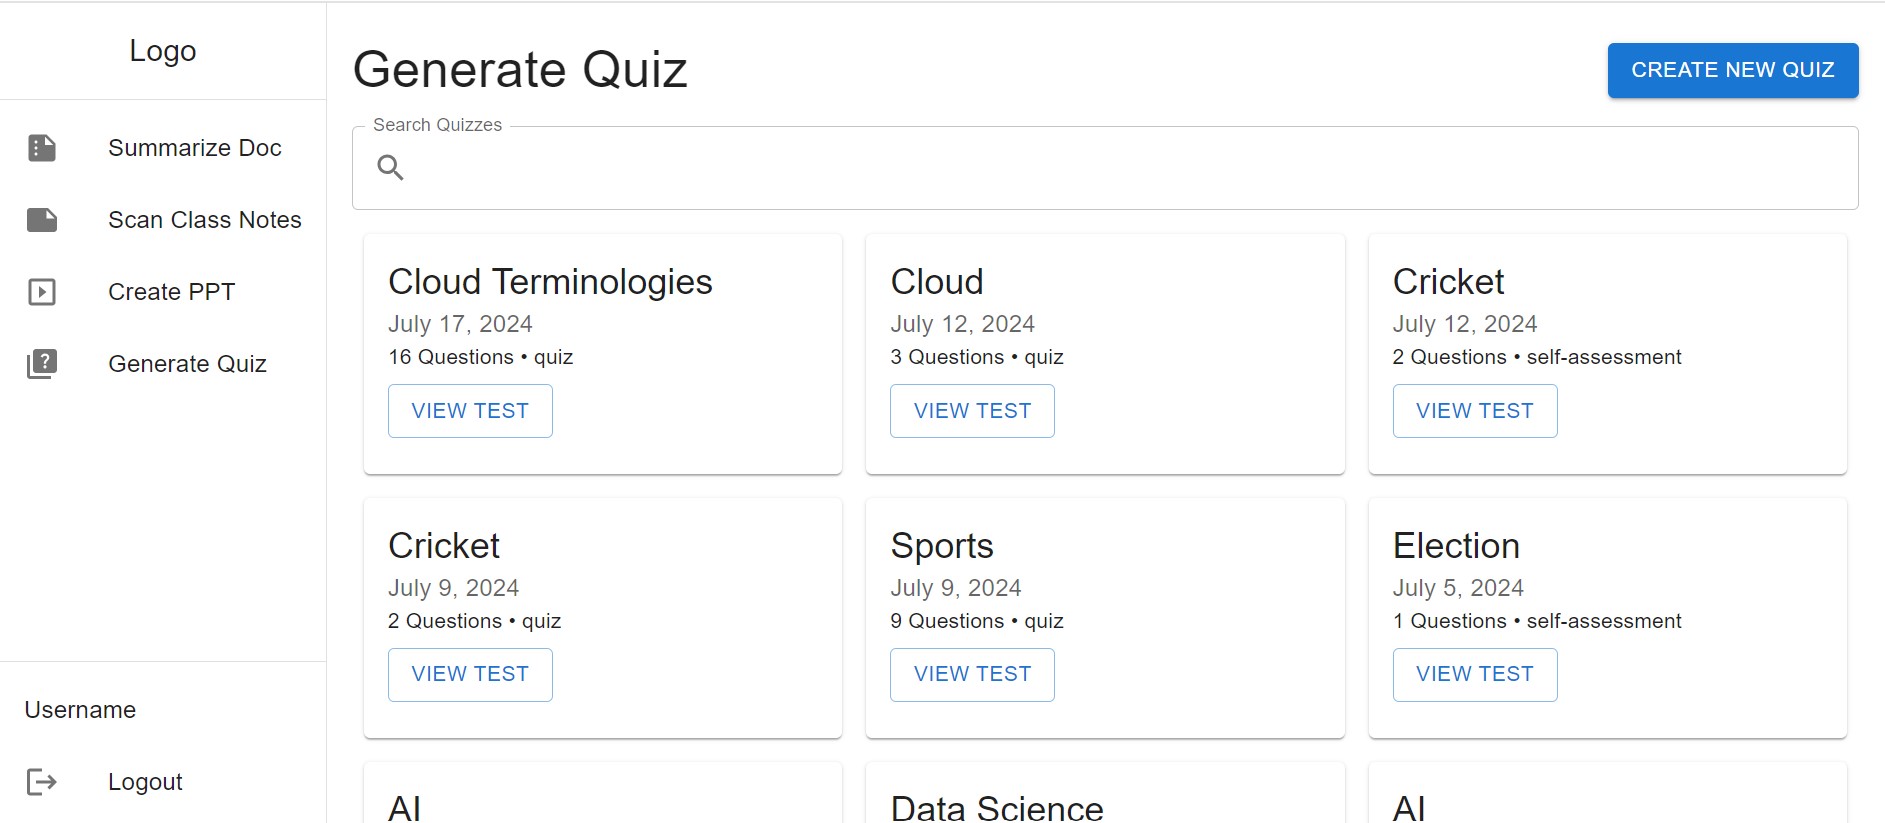 Logo
Summarize Doc
Scan Class Notes
Create PPT
Generate Quiz
Username
Logout
Generate Quiz
CREATE NEW QUIZ
Search Quizzes
Cloud Terminologies
July 17, 2024
16 Questions • quiz
VIEW TEST
Cloud
July 12, 2024
3 Questions • quiz
VIEW TEST
Cricket
July 12, 2024
2 Questions • self-assessment
VIEW TEST
Cricket
July 9, 2024
2 Questions • quiz
VIEW TEST
Sports
July 9, 2024
9 Questions • quiz
VIEW TEST
Election
July 5, 2024
1 Questions • self-assessment
VIEW TEST
AI
Data Science
AI